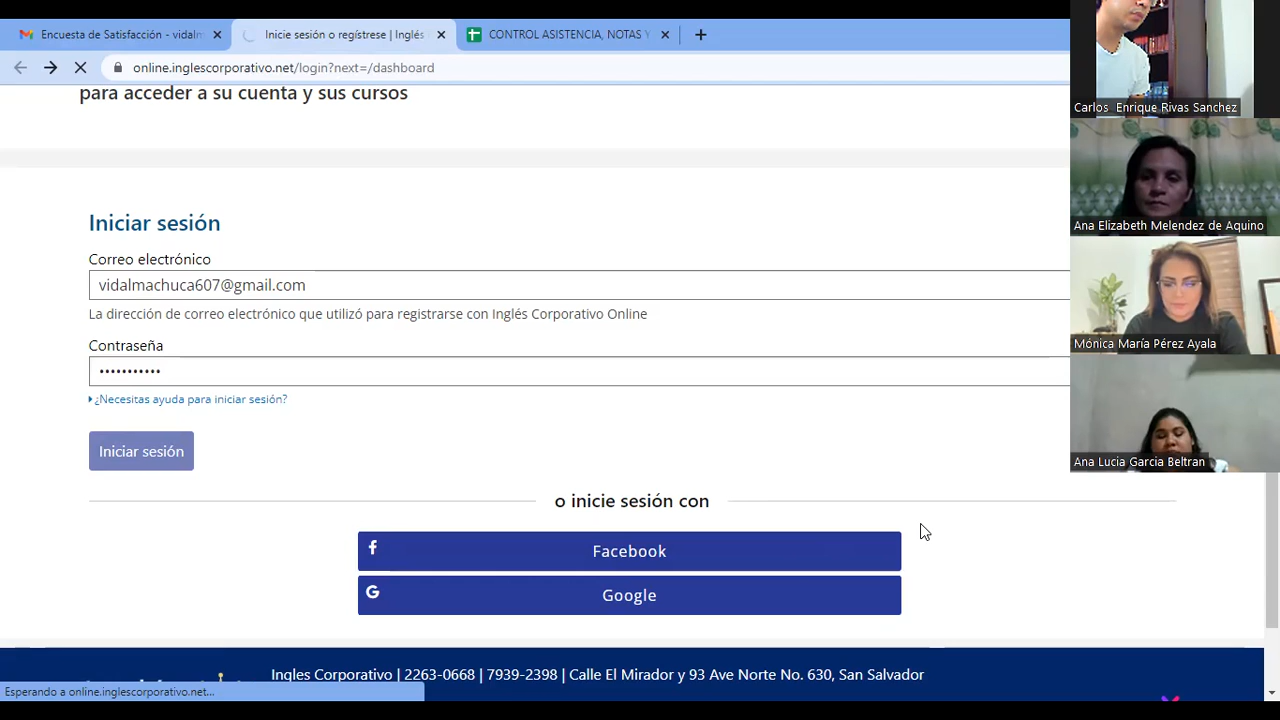 Encuesta de Satisfacción - vidalm
Inicie sesión o regístrese | Inglés
CONTROL ASISTENCIA, NOTAS Y
online.inglescorporativo.net/login?next=/dashboard
para acceder a su cuenta y sus cursos
Iniciar sesión
Correo electrónico
vidalmachuca607@gmail.com
La dirección de correo electrónico que utilizó para registrarse con Inglés Corporativo Online
Contraseña
•••••••••••
¿Necesitas ayuda para iniciar sesión?
Iniciar sesión
o inicie sesión con
Facebook
Google
Ingles Corporativo | 2263-0668 | 7939-2398 | Calle El Mirador y 93 Ave Norte No. 630, San Salvador
Esperando a online.inglescorporativo.net...
Carlos Enrique Rivas Sanchez
Ana Elizabeth Melendez de Aquino
Mónica María Pérez Ayala
Ana Lucia Garcia Beltran